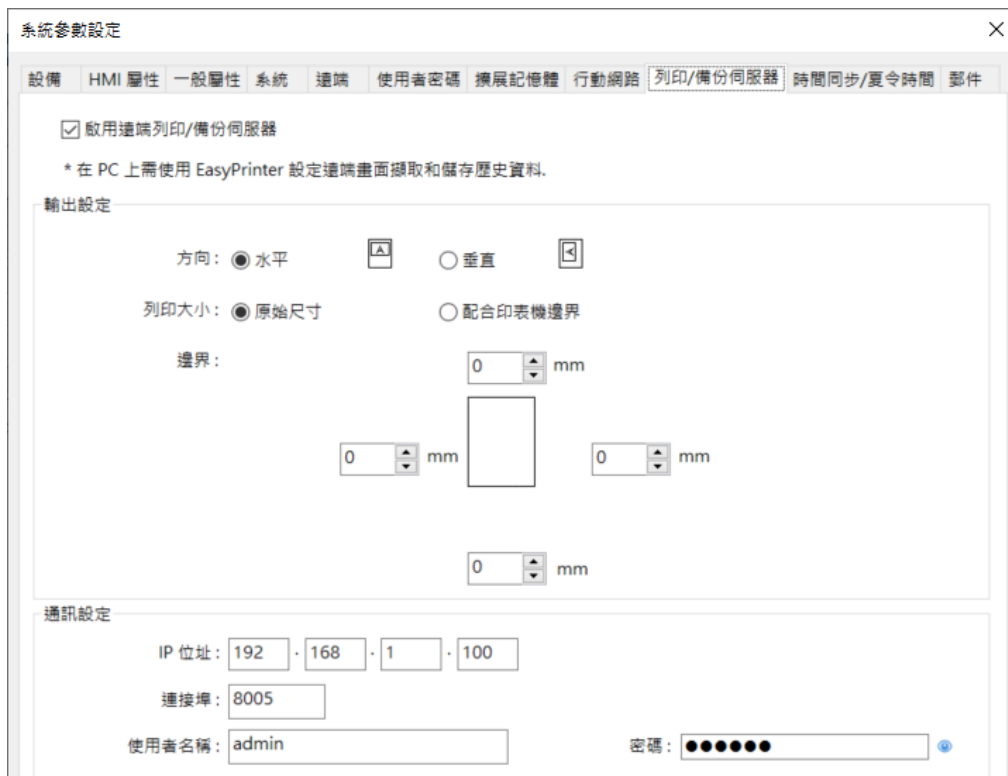 系統參數設定
設備 HMI 屬性 一般屬性 系統 遠端 使用者密碼 擴展記憶體 行動網路 列印/備份伺服器 時間同步/夏令時間 郵件
啟用遠端列印/備份伺服器
* 在 PC 上需使用 EasyPrinter 設定遠端畫面擷取和儲存歷史資料.
輸出設定
方向: 水平 A 垂直 A
列印大小: 原始尺寸 配合印表機邊界
邊界:
0 mm
0 mm 0 mm
0 mm
通訊設定
IP 位址: 192 . 168 . 1 . 100
連接埠: 8005
使用者名稱: admin 密碼: ●●●●●●